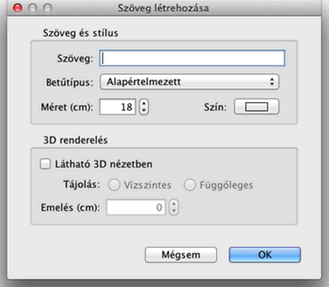 Szöveg létrehozása
Szöveg és stílus
Szöveg:
Betűtípus: Alapértelmezett
Méret (cm): 18 Szín:
3D renderelés
Látható 3D nézetben
Tájolás: Vízszintes Függőleges
Emelés (cm): 0
Mégsem OK